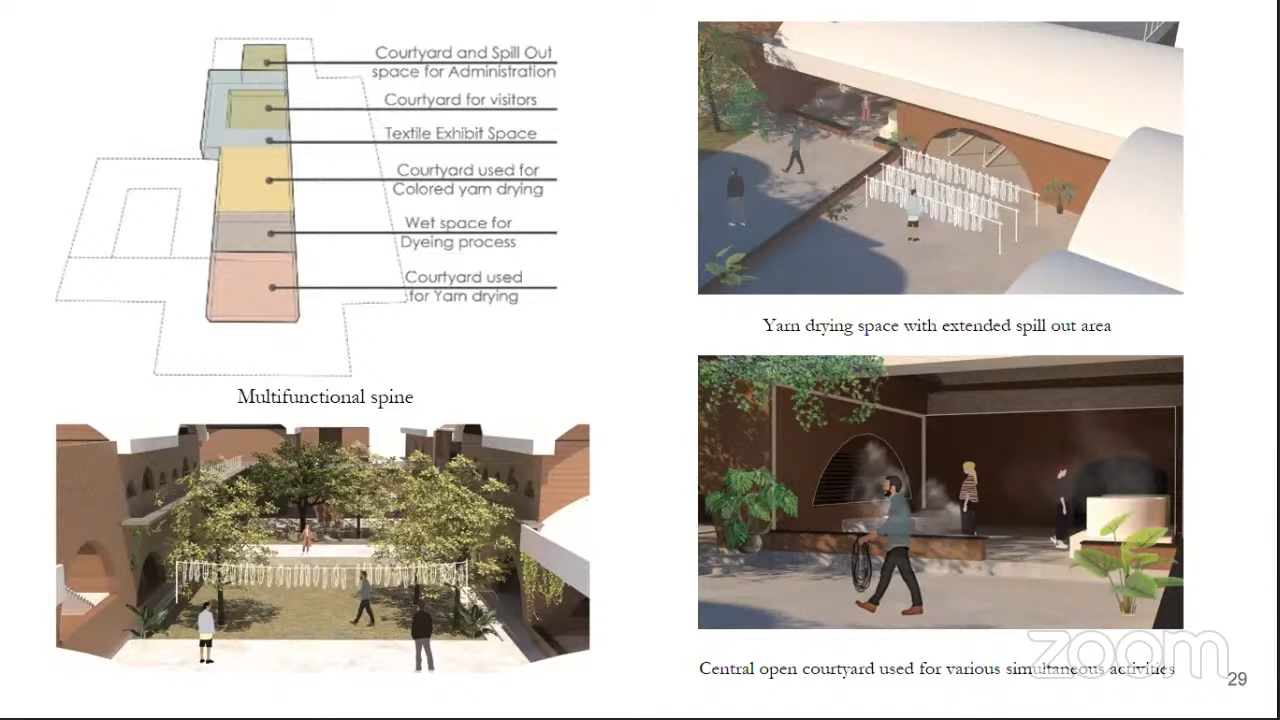 Courtyard and Spill Out
space for Administration
Courtyard for visitors
Textile Exhibit Space
Courtyard used for
Colored yarn drying
Wet space for
Dyeing process
Courtyard used
for Yarn drying
Multifunctional spine
Yarn drying space with extended spill out area
Central open courtyard used for various simultaneous activities
zoom
29